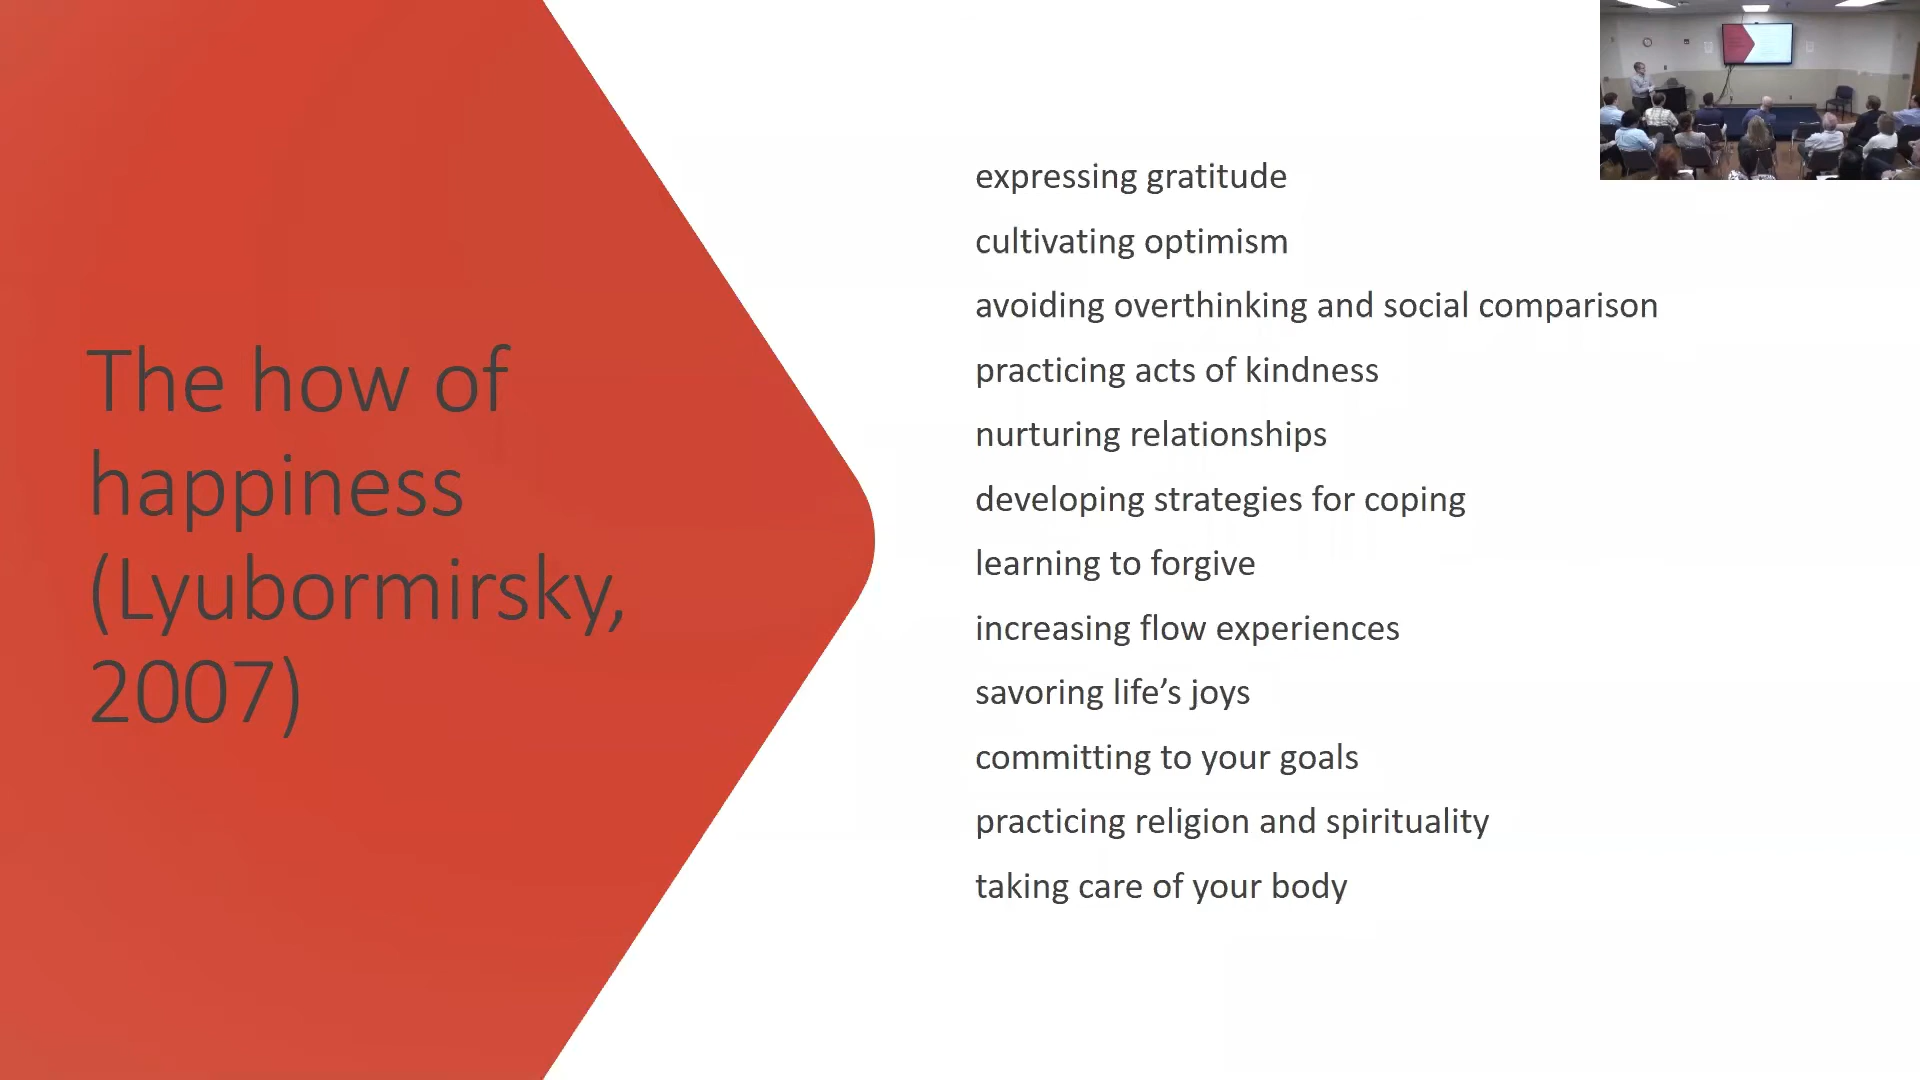 The how of
happiness
(Lyubormirsky,
2007)
expressing gratitude
cultivating optimism
avoiding overthinking and social comparison
practicing acts of kindness
nurturing relationships
developing strategies for coping
learning to forgive
increasing flow experiences
savoring life’s joys
committing to your goals
practicing religion and spirituality
taking care of your body